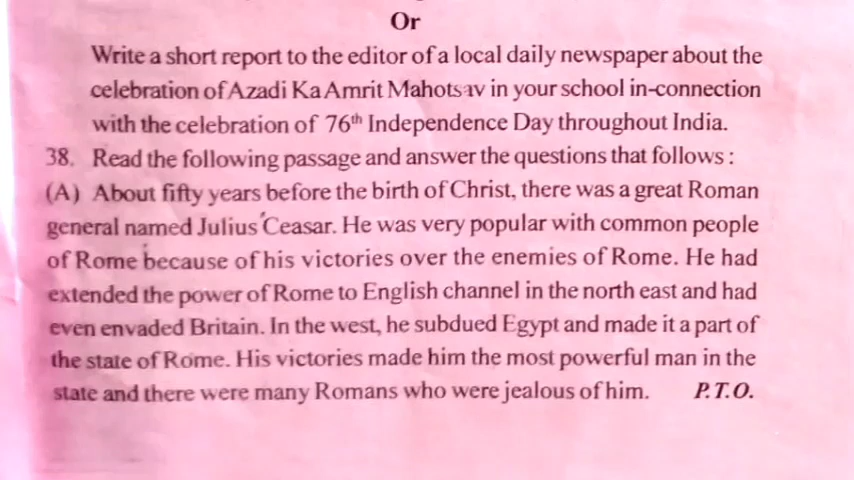 Or
Write a short report to the editor of a local daily newspaper about the
celebration of Azadi Ka Amrit Mahotsav in your school in-connection
with the celebration of 76th Independence Day throughout India.
38. Read the following passage and answer the questions that follows :
(A) About fifty years before the birth of Christ, there was a great Roman
general named Julius Ceasar. He was very popular with common people
of Rome because of his victories over the enemies of Rome. He had
extended the power of Rome to English channel in the north east and had
even envaded Britain. In the west, he subdued Egypt and made it a part of
the state of Rome. His victories made him the most powerful man in the
state and there were many Romans who were jealous of him. P.T.O.